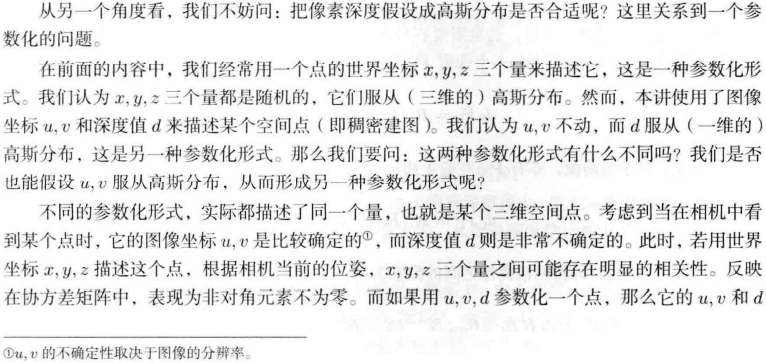 从另一个角度看，我们不妨问：把像素深度假设成高斯分布是否合适呢？这里关系到一个参
数化的问题。
在前面的内容中，我们经常用一个点的世界坐标 x, y, z 三个量来描述它，这是一种参数化形
式。我们认为 x, y, z 三个量都是随机的，它们服从（三维的）高斯分布。然而，本讲使用了图像
坐标 u, v 和深度值 d 来描述某个空间点（即稠密建图）。我们认为 u, v 不动，而 d 服从（一维的）
高斯分布，这是另一种参数化形式。那么我们要问：这两种参数化形式有什么不同吗？我们是否
也能假设 u, v 服从高斯分布，从而形成另一种参数化形式呢？
不同的参数化形式，实际都描述了同一个量，也就是某个三维空间点。考虑到当在相机中看
到某个点时，它的图像坐标 u, v 是比较确定的①，而深度值 d 则是非常不确定的。此时，若用世界
坐标 x, y, z 描述这个点，根据相机当前的位姿，x, y, z 三个量之间可能存在明显的相关性。反映
在协方差矩阵中，表现为非对角元素不为零。而如果用 u, v, d 参数化一个点，那么它的 u, v 和 d
①u, v 的不确定性取决于图像的分辨率。